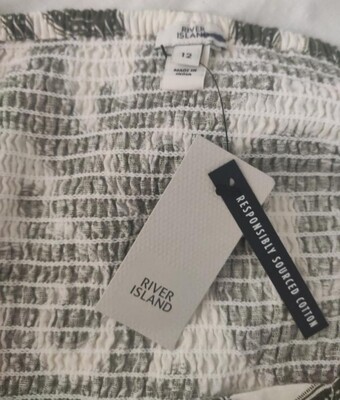 RIVER
ISLAND
12
MADE IN
INDIA
RESPONSIBLY SOURCED COTTON
RIVER
ISLAND